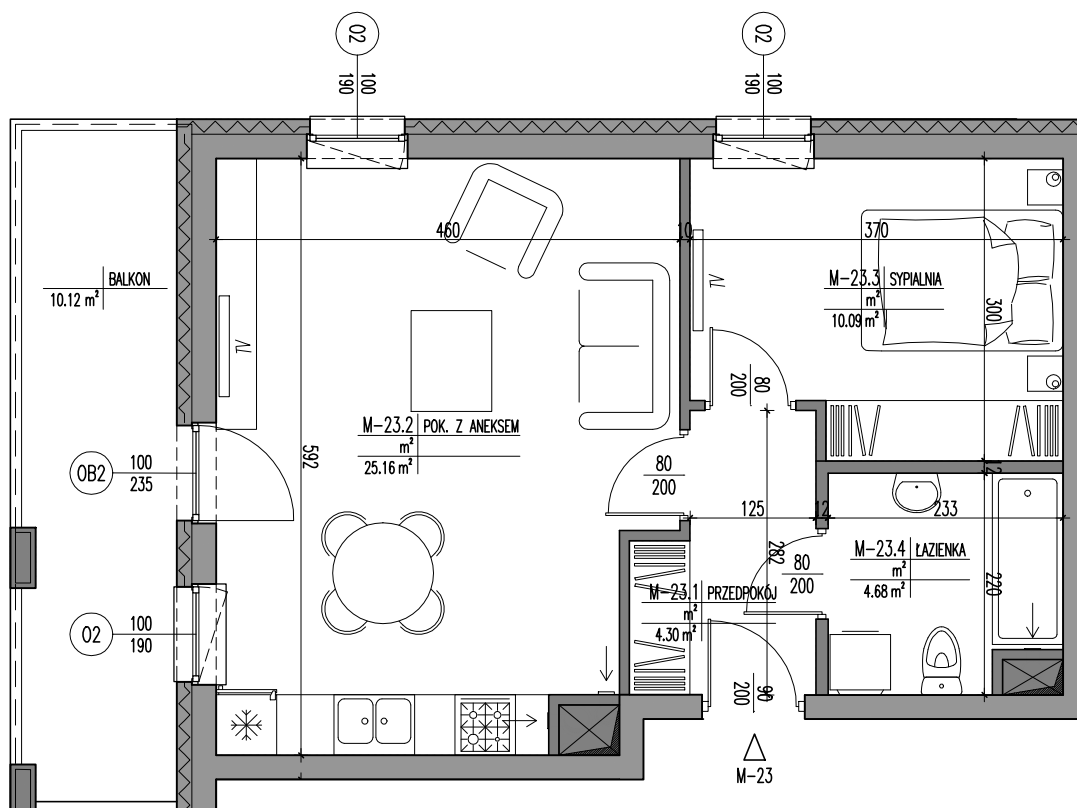 02
100
190
02
100
190
460
10
370
BALKON
10.12 m²
M-23.3 SYPIALNIA
m²
10.09 m²
300
TV
TV
80
200
M-23.2 POK. Z ANEKSEM
m²
25.16 m²
592
OB2
100
235
80
200
12
125
12
233
282
M-23.4 ŁAZIENKA
m²
4.68 m²
80
200
220
M-23.1 PRZEDPOKÓJ
m²
4.30 m²
02
100
190
90
200
M-23